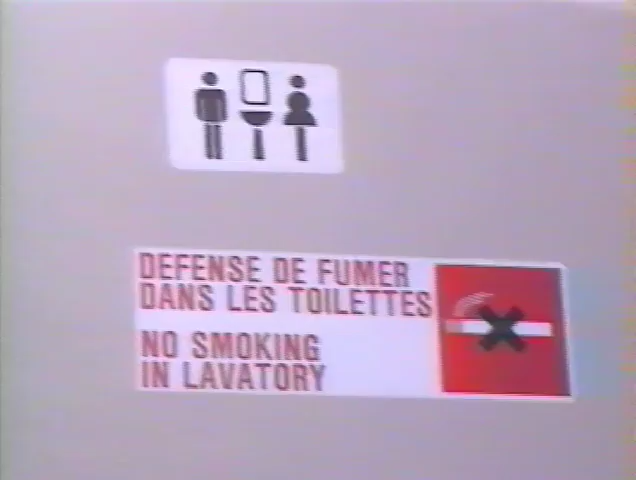 DEFENSE DE FUMER
DANS LES TOILETTES
NO SMOKING
IN LAVATORY